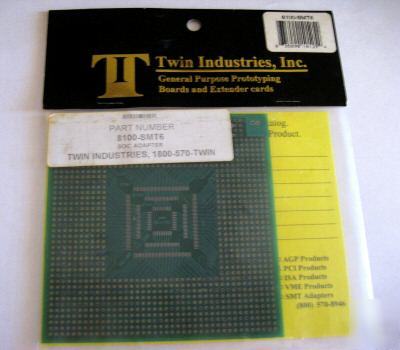 8100-SMT6
TI
Twin Industries, Inc.
General Purpose Prototyping
Boards and Extender cards
PART NUMBER
8100-SMT6
SOC ADAPTER
TWIN INDUSTRIES, 1800-570-TWIN
Product.
AGP Products
PCI Products
ISA Products
VME Products
SMT Adapters
(800) 570-8946